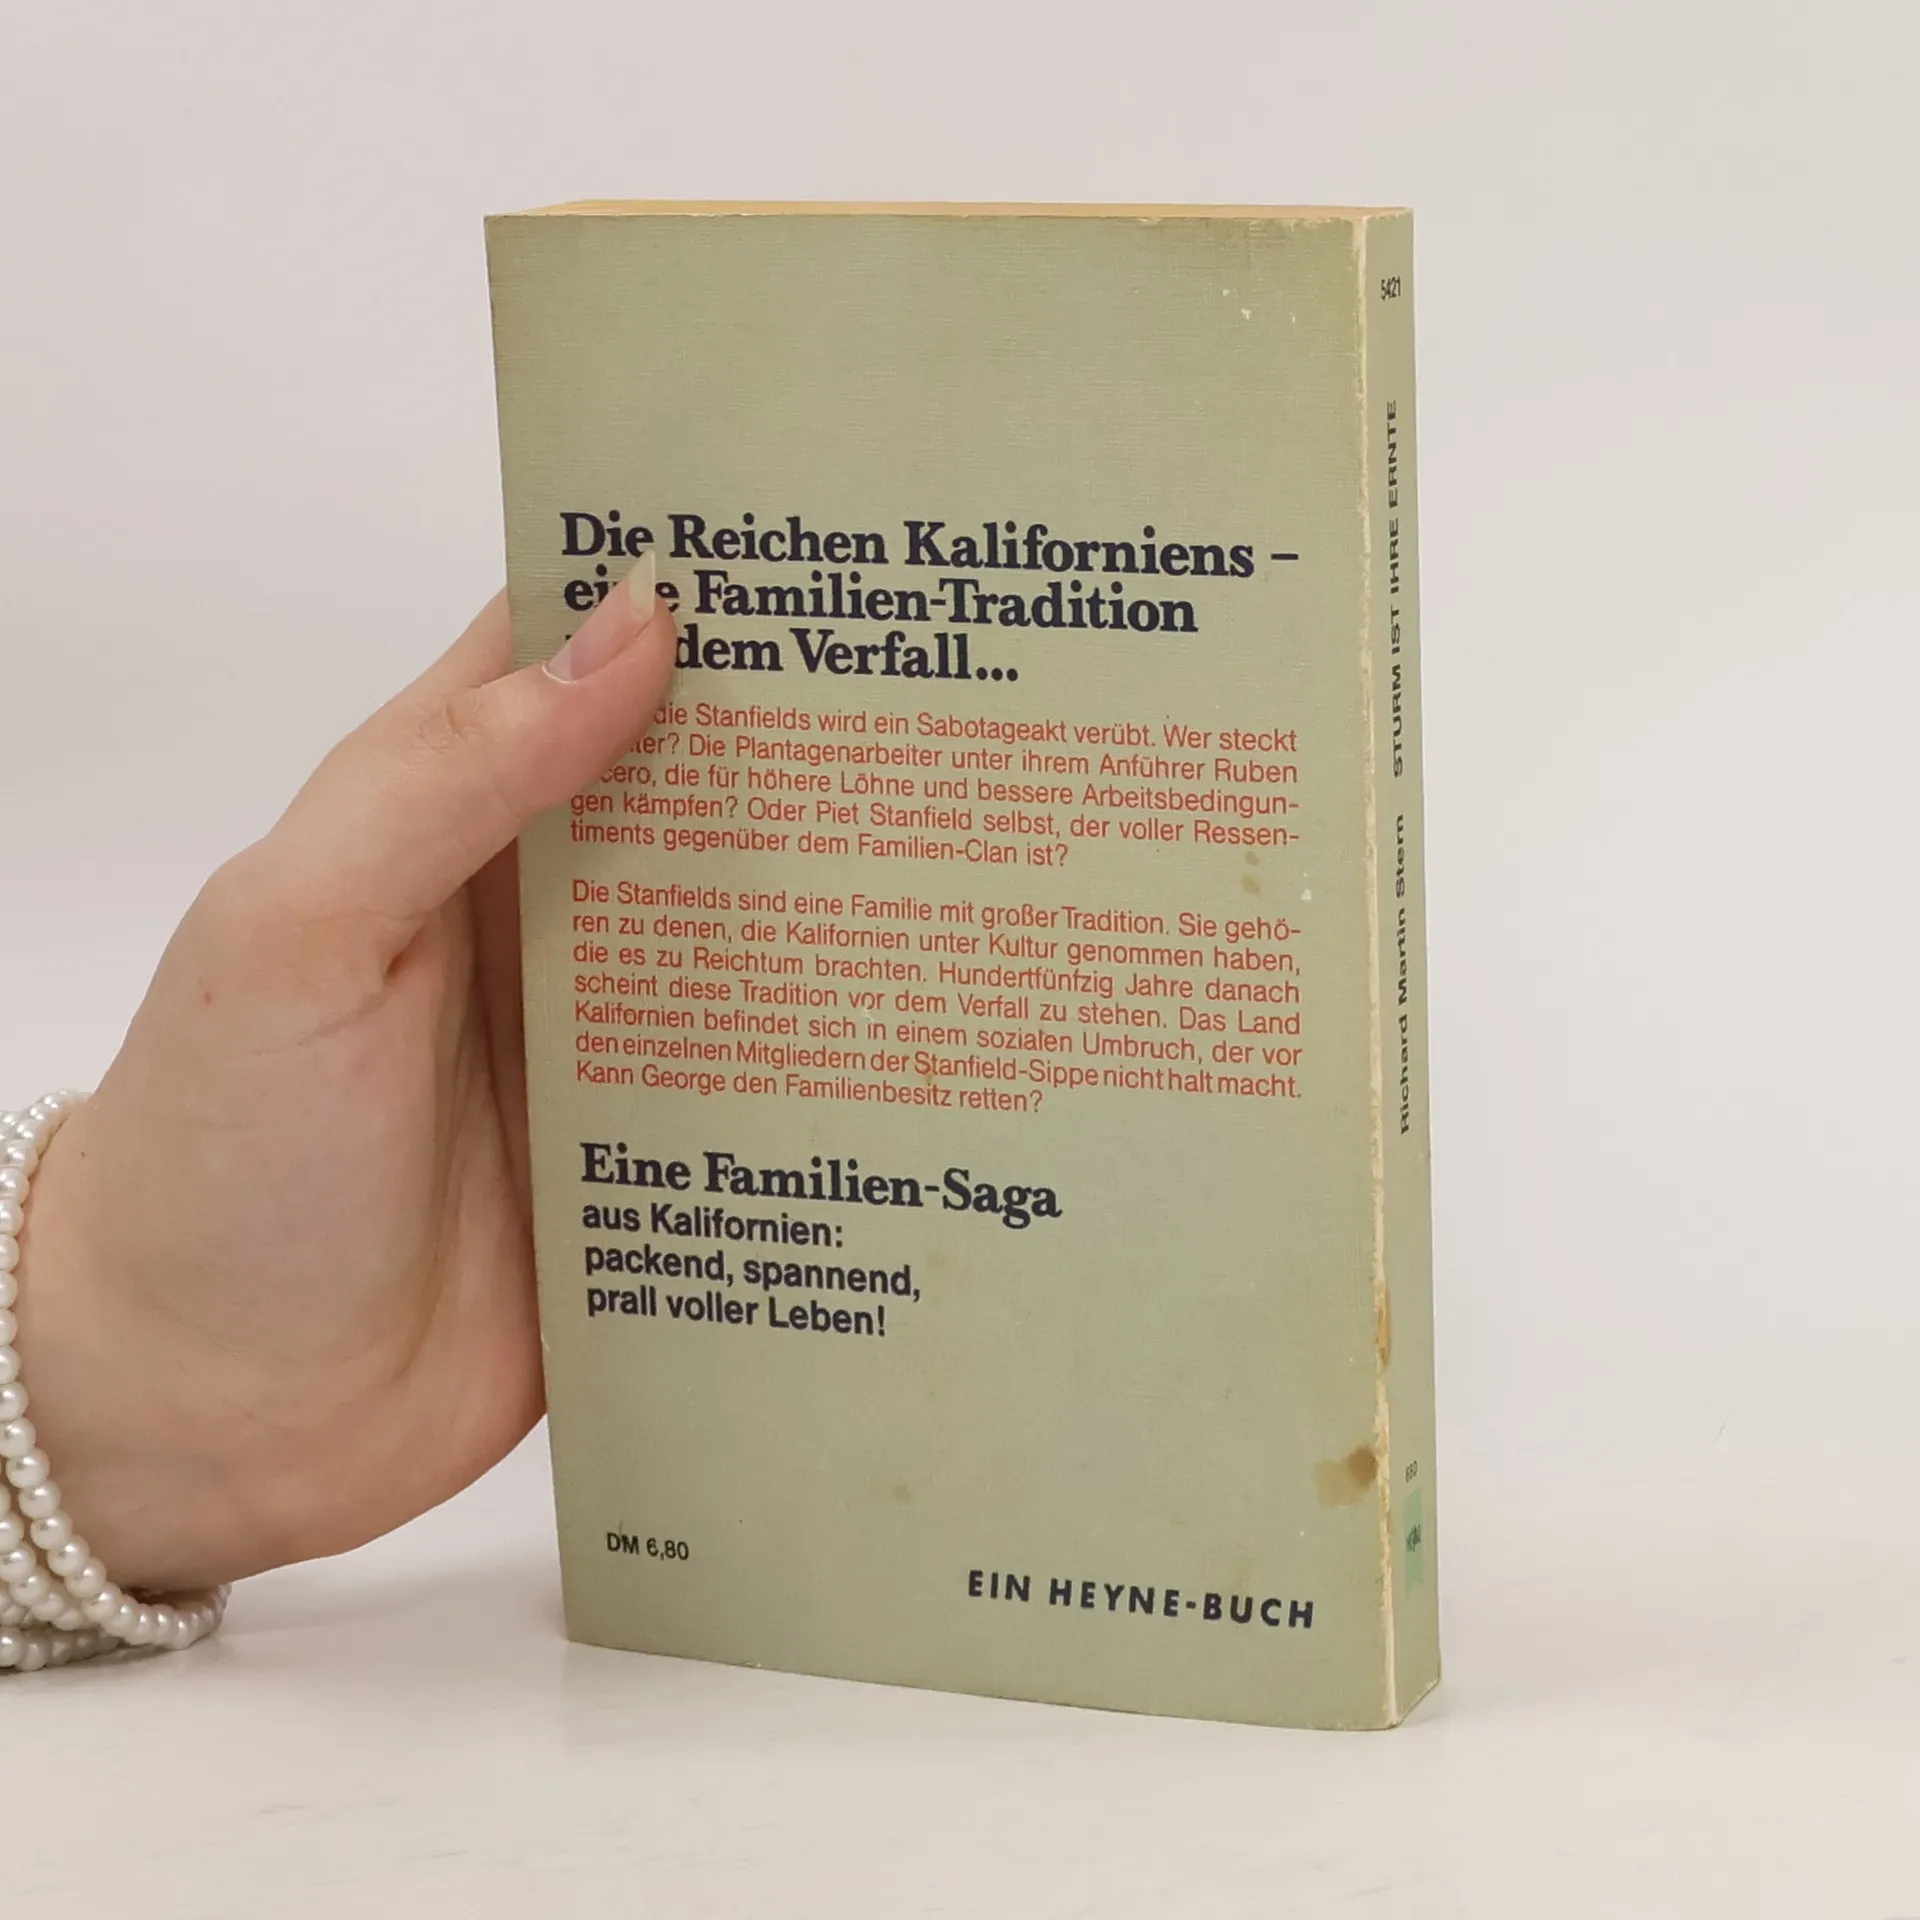 Die Reichen Kaliforniens –
eine Familien-Tradition
dem Verfall...
die Stanfields wird ein Sabotageakt verübt. Wer steckt
Die Plantagenarbeiter unter ihrem Anführer Ruben
die für höhere Löhne und bessere Arbeitsbedingun-
gen kämpfen? Oder Piet Stanfield selbst, der voller Ressen-
timents gegenüber dem Familien-Clan ist?
Die Stanfields sind eine Familie mit großer Tradition. Sie gehö-
ren zu denen, die Kalifornien unter Kultur genommen haben,
die es zu Reichtum brachten. Hundertfünfzig Jahre danach
scheint diese Tradition vor dem Verfall zu stehen. Das Land
Kalifornien befindet sich in einem sozialen Umbruch, der vor
den einzelnen Mitgliedern der Stanfield-Sippe nicht halt macht.
Kann George den Familienbesitz retten?
Eine Familien-Saga
aus Kalifornien:
packend, spannend,
prall voller Leben!
DM 6,80
EIN HEYNE-BUCH
5421
Richard Martin Stern STURM IST IHRE ERNTE